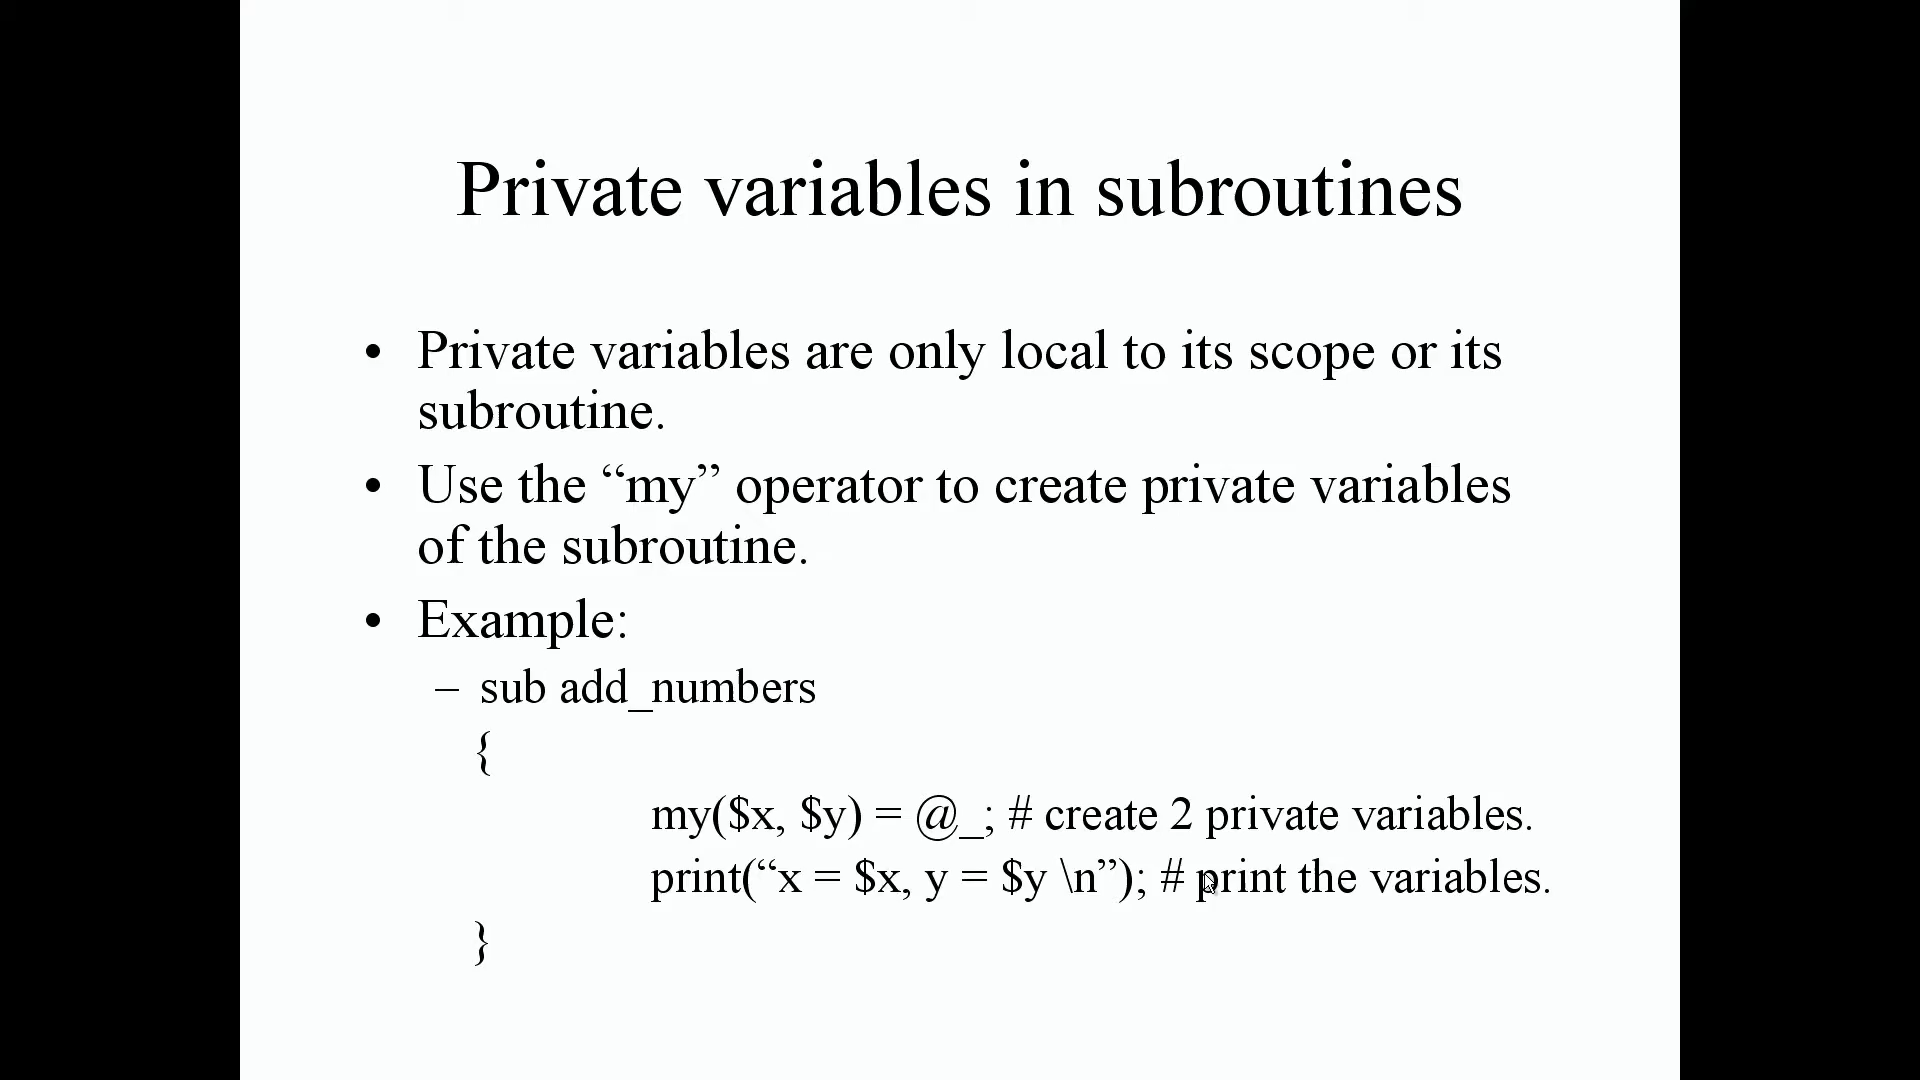 Private variables in subroutines
• Private variables are only local to its scope or its
subroutine.
• Use the “my” operator to create private variables
of the subroutine.
• Example:
– sub add_numbers
{
my($x, $y) = @_; # create 2 private variables.
print(“x = $x, y = $y \n”); # print the variables.
}